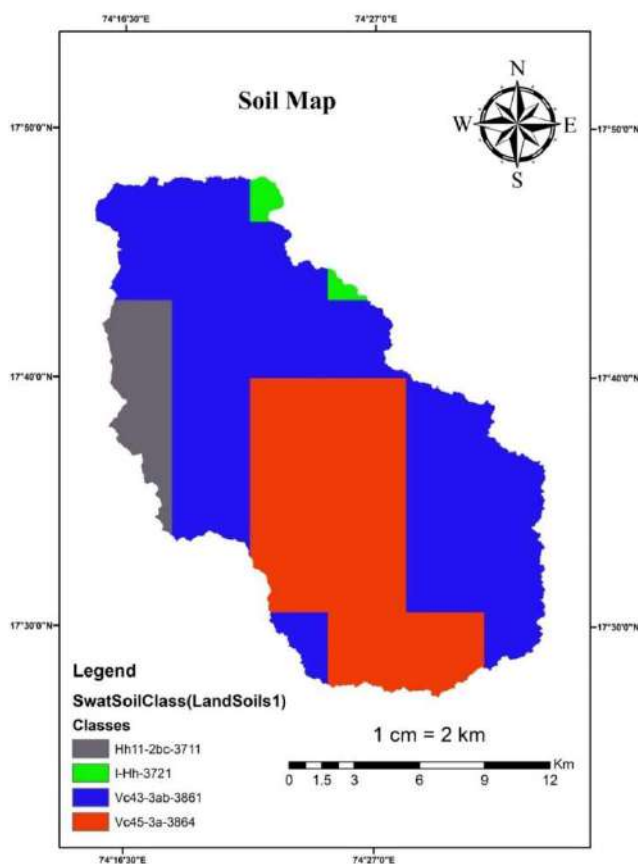 74°16'30"E 74°27'0"E
Soil Map
N
W E
S
17°50'0"N 17°50'0"N
17°40'0"N 17°40'0"N
17°30'0"N 17°30'0"N
Legend
SwatSoilClass(LandSoils1)
Classes
Hh11-2bc-3711
I-Hh-3721
Vc43-3ab-3861
Vc45-3a-3864
1 cm = 2 km
Km
0 1.5 3 6 9 12
74°16'30"E 74°27'0"E